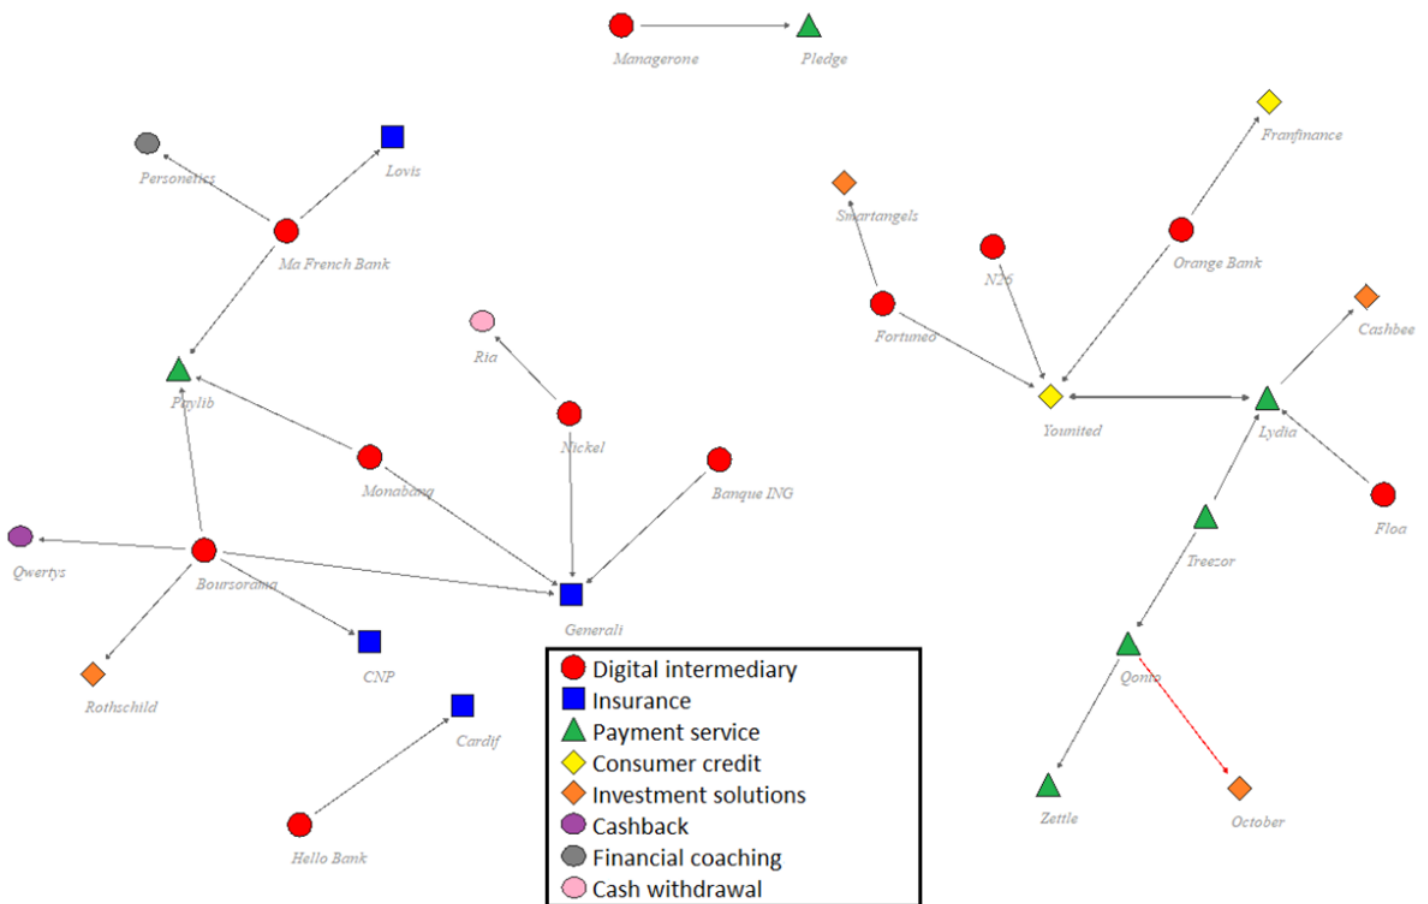 Managerone
Pledge
Franfinance
Personetics
Lovis
Smartangels
Ma French Bank
N26
Orange Bank
Fortuneo
Cashbee
Ria
Paylib
Younited
Lydia
Nickel
Monabanq
Banque ING
Floa
Qwertys
Boursorama
Treezor
Generali
CNP
Qonto
Rothschild
Cardif
Zettle
October
Hello Bank
Digital intermediary
Insurance
Payment service
Consumer credit
Investment solutions
Cashback
Financial coaching
Cash withdrawal